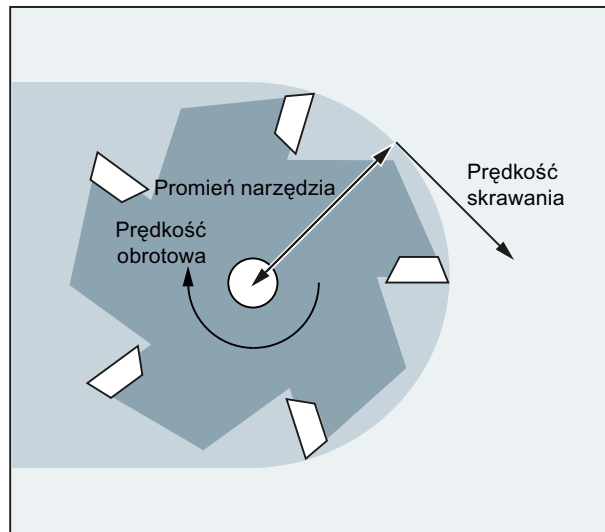 Promień narzędzia
Prędkość
obrotowa
Prędkość
skrawania